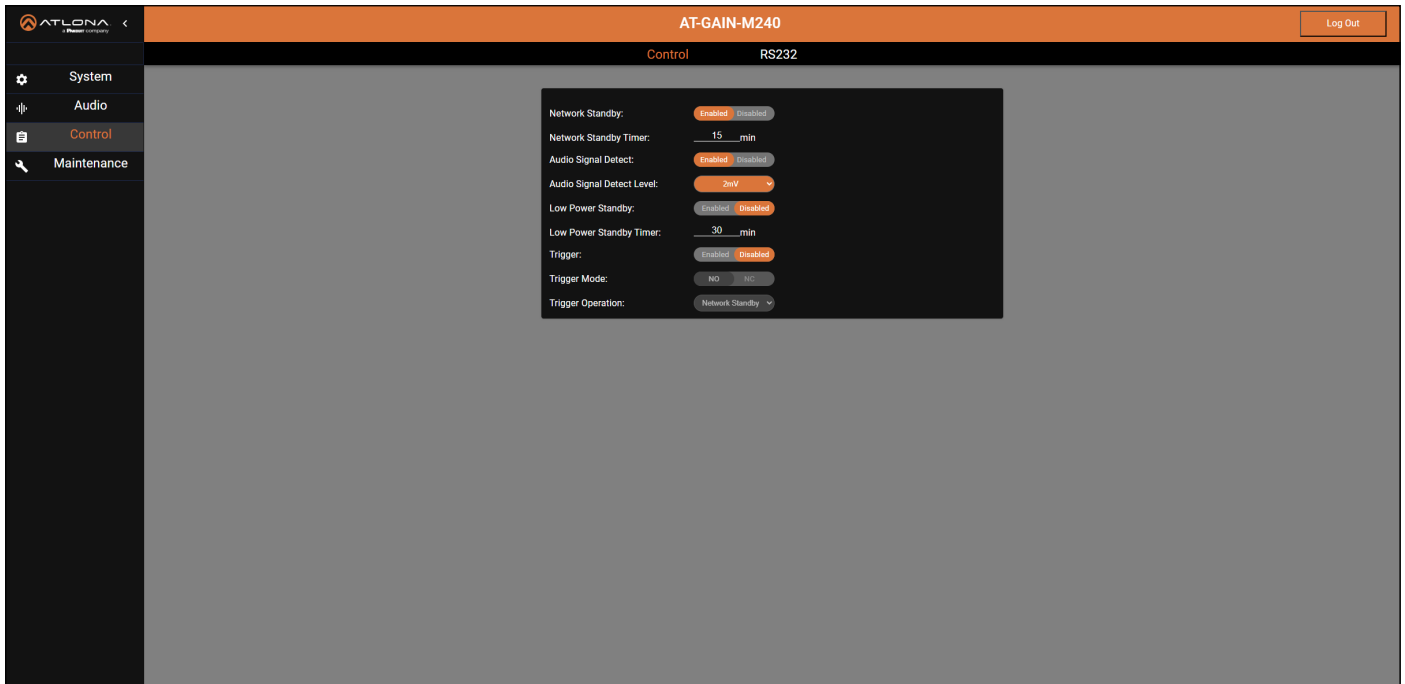 ATLONA
a Panduit company
AT-GAIN-M240
Log Out
Control RS232
System
Audio
Control
Maintenance
Network Standby: Enabled Disabled
Network Standby Timer: 15 min
Audio Signal Detect: Enabled Disabled
Audio Signal Detect Level: 2mV
Low Power Standby: Enabled Disabled
Low Power Standby Timer: 30 min
Trigger: Enabled Disabled
Trigger Mode: NO NC
Trigger Operation: Network Standby